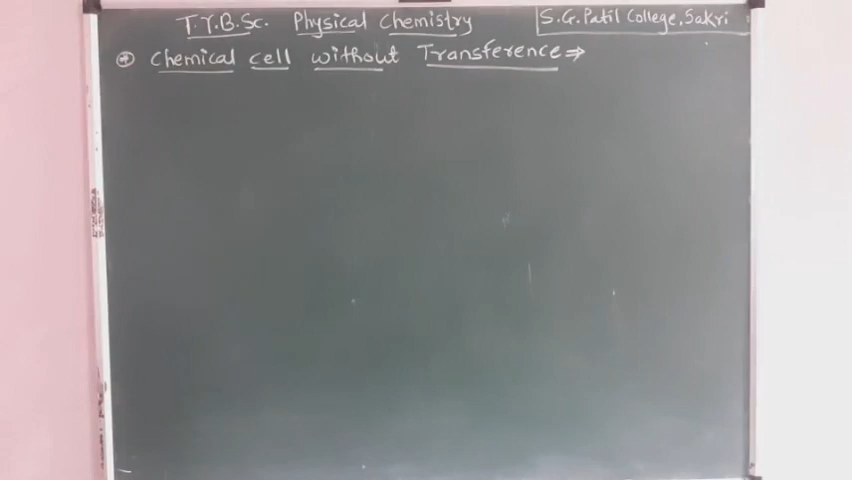 T.Y.B.Sc. Physical Chemistry
S.G. Patil College, Sakri
Chemical cell without Transference ⇒